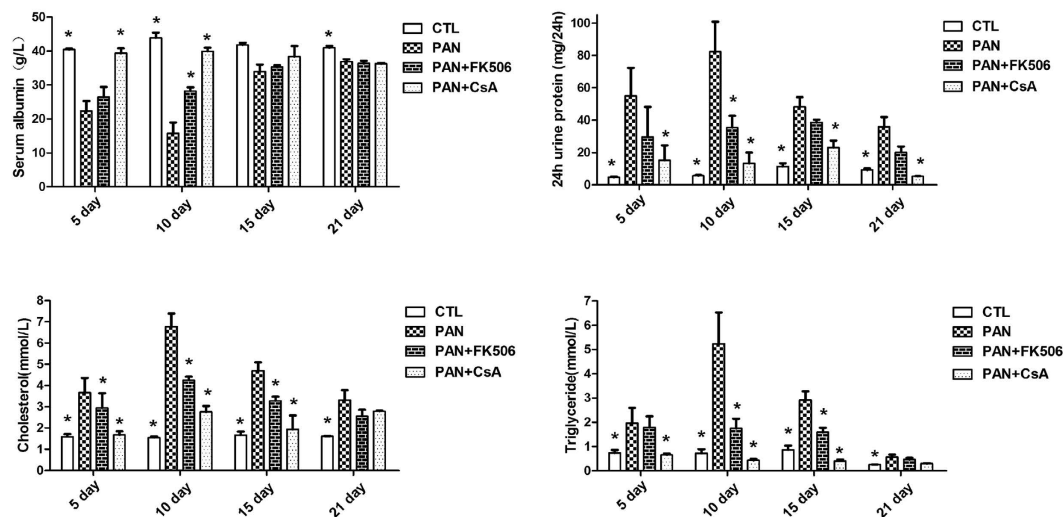 Serum albumin (g/L)
50
40
30
20
10
0
* * * * * *
5 day
10 day
15 day
21 day
CTL
PAN
PAN+FK506
PAN+CsA
24h urine protein (mg/24h)
100
80
60
40
20
0
* * * * * * * * *
5 day
10 day
15 day
21 day
CTL
PAN
PAN+FK506
PAN+CsA
Cholesterol(mmol/L)
8
7
6
5
4
3
2
1
0
* * * * * * * * * *
5 day
10 day
15 day
21 day
CTL
PAN
PAN+FK506
PAN+CsA
Triglyceride(mmol/L)
7
6
5
4
3
2
1
0
* * * * * * * * *
5 day
10 day
15 day
21 day
CTL
PAN
PAN+FK506
PAN+CsA